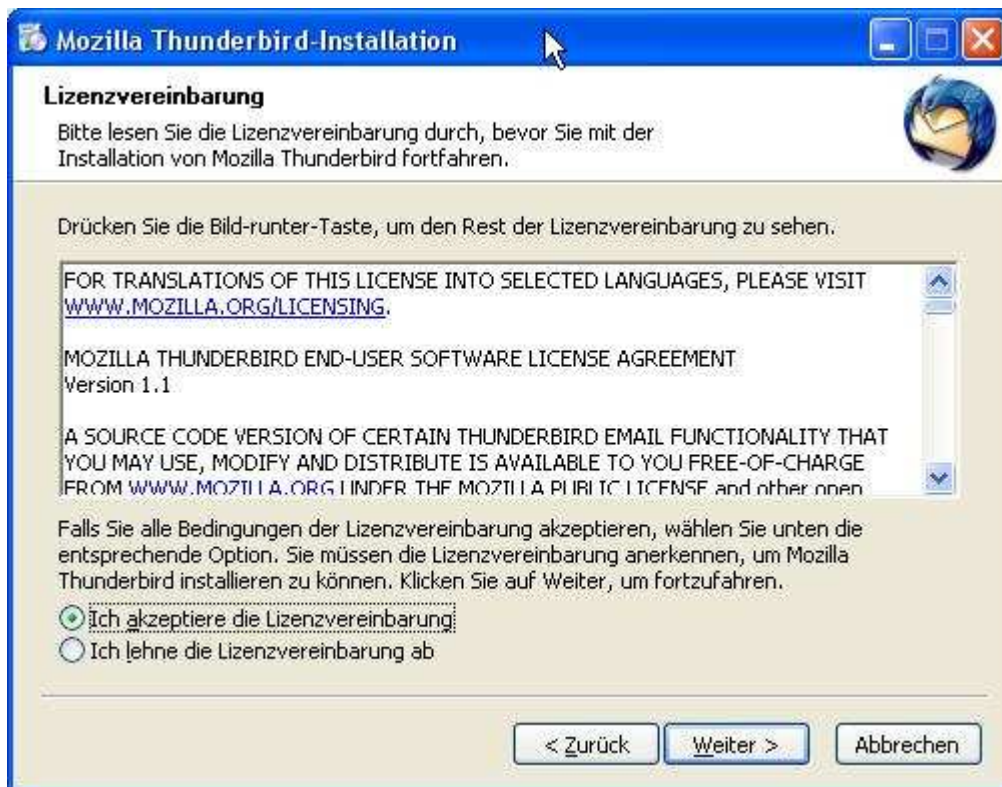 Mozilla Thunderbird-Installation
Lizenzvereinbarung
Bitte lesen Sie die Lizenzvereinbarung durch, bevor Sie mit der
Installation von Mozilla Thunderbird fortfahren.
Drücken Sie die Bild-runter-Taste, um den Rest der Lizenzvereinbarung zu sehen.
FOR TRANSLATIONS OF THIS LICENSE INTO SELECTED LANGUAGES, PLEASE VISIT
WWW.MOZILLA.ORG/LICENSING.
MOZILLA THUNDERBIRD END-USER SOFTWARE LICENSE AGREEMENT
Version 1.1
A SOURCE CODE VERSION OF CERTAIN THUNDERBIRD EMAIL FUNCTIONALITY THAT
YOU MAY USE, MODIFY AND DISTRIBUTE IS AVAILABLE TO YOU FREE-OF-CHARGE
FROM WWW.MOZILLA.ORG UNDER THE MOZILLA PUBLIC LICENSE and other open
Falls Sie alle Bedingungen der Lizenzvereinbarung akzeptieren, wählen Sie unten die
entsprechende Option. Sie müssen die Lizenzvereinbarung anerkennen, um Mozilla
Thunderbird installieren zu können. Klicken Sie auf Weiter, um fortzufahren.
Ich akzeptiere die Lizenzvereinbarung
Ich lehne die Lizenzvereinbarung ab
< Zurück Weiter > Abbrechen